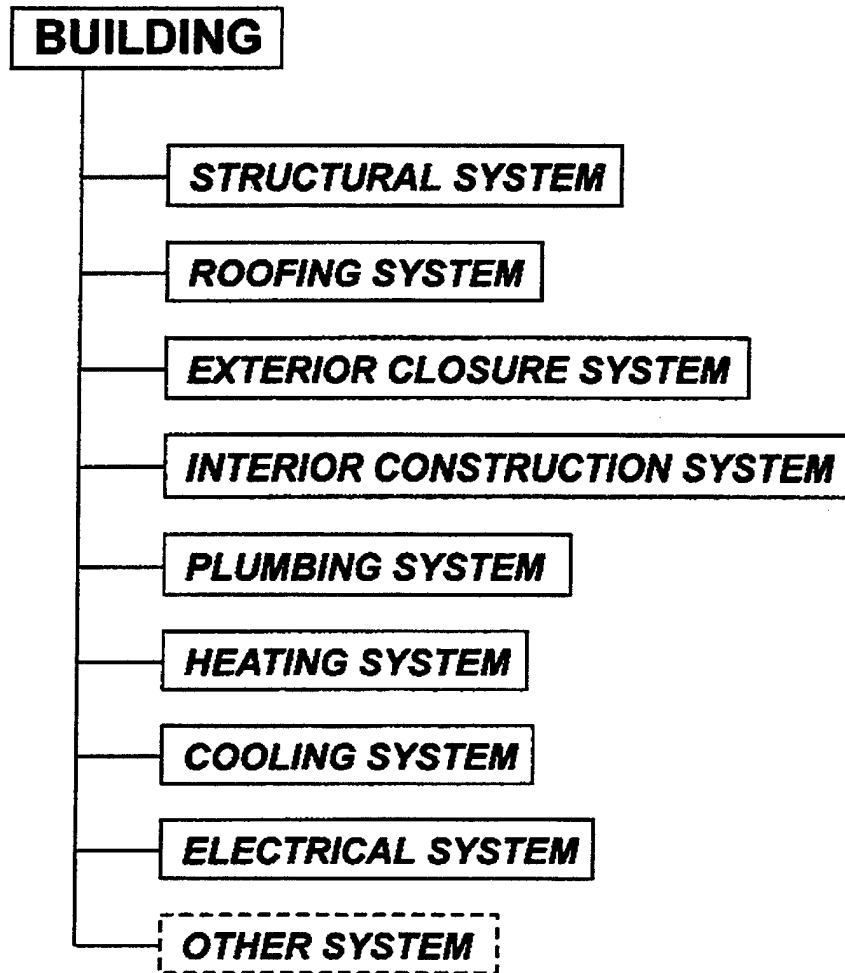 BUILDING
STRUCTURAL SYSTEM
ROOFING SYSTEM
EXTERIOR CLOSURE SYSTEM
INTERIOR CONSTRUCTION SYSTEM
PLUMBING SYSTEM
HEATING SYSTEM
COOLING SYSTEM
ELECTRICAL SYSTEM
OTHER SYSTEM